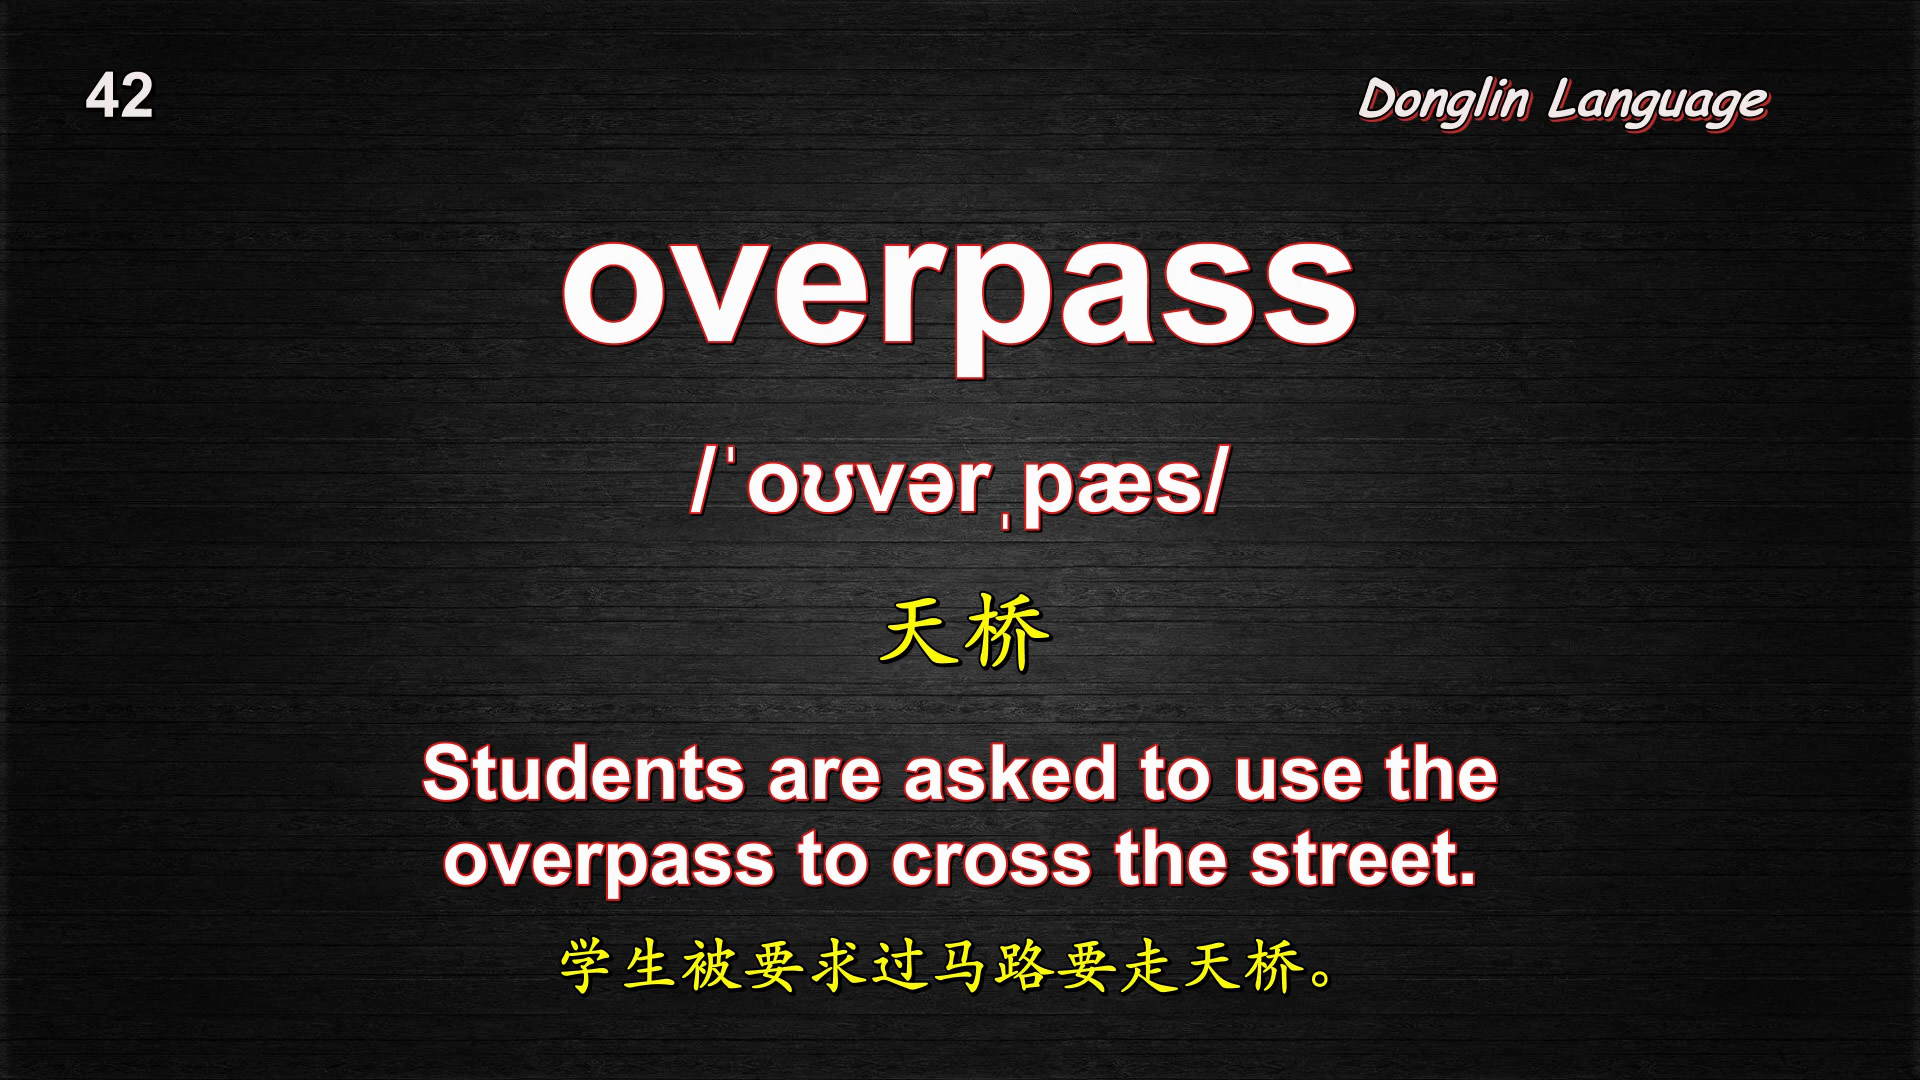 42
Donglin Language
overpass
/ˈoʊvərˌpæs/
天桥
Students are asked to use the
overpass to cross the street.
学生被要求过马路要走天桥。